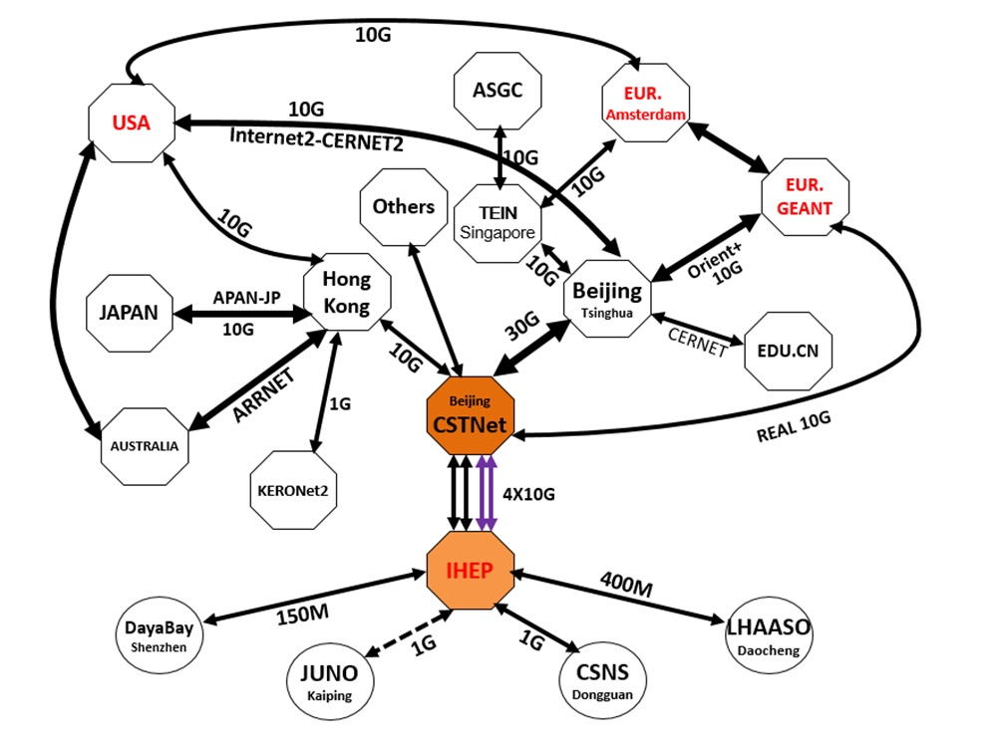 10G
ASGC
EUR.
Amsterdam
USA
10G
Internet2-CERNET2
10G
10G
EUR.
GEANT
Others
TEIN
Singapore
10G
10G
Orient+
10G
Hong
Kong
Beijing
Tsinghua
JAPAN
APAN-JP
10G
30G
CERNET
EDU.CN
10G
ARRNET
1G
Beijing
CSTNet
REAL 10G
AUSTRALIA
KERONet2
4X10G
IHEP
400M
150M
DayaBay
Shenzhen
1G
1G
LHAASO
Daocheng
JUNO
Kaiping
CSNS
Dongguan